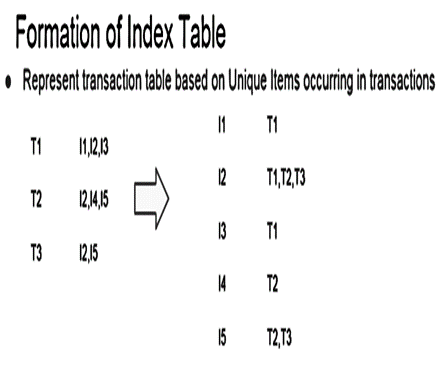 Formation of Index Table
• Represent transaction table based on Unique Items occurring in transactions
T1 I1,I2,I3
T2 I2,I4,I5
T3 I2,I5
I1 T1
I2 T1,T2,T3
I3 T1
I4 T2
I5 T2,T3